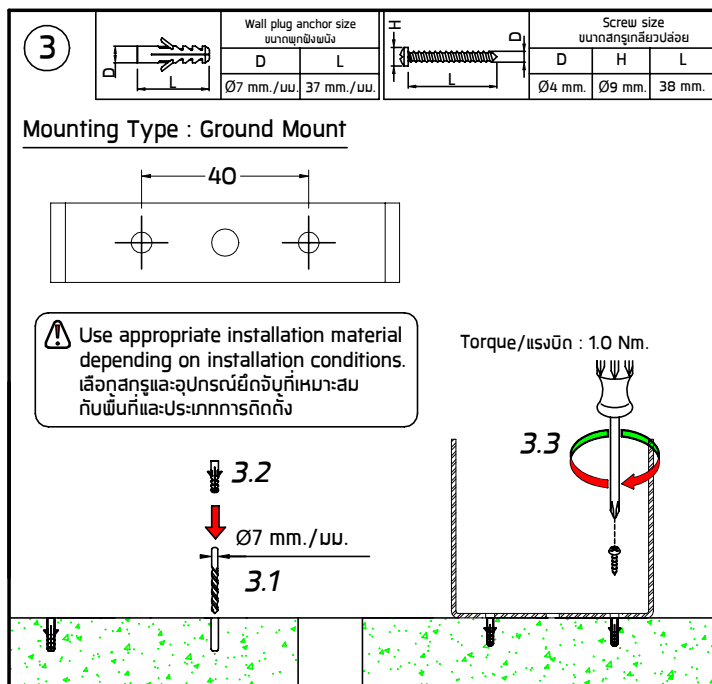 3
Wall plug anchor size
ขนาดพุกฝังผนัง
D L
Ø7 mm./มม. 37 mm./มม.
D
L
Screw size
ขนาดสกรูเกลียวปล่อย
D H L
Ø4 mm. Ø9 mm. 38 mm.
H
D
L
Mounting Type : Ground Mount
40
Use appropriate installation material
depending on installation conditions.
เลือกสกรูและอุปกรณ์ยึดจับที่เหมาะสม
กับพื้นที่และประเภทการติดตั้ง
Torque/แรงบิด : 1.0 Nm.
3.3
3.2
Ø7 mm./มม.
3.1